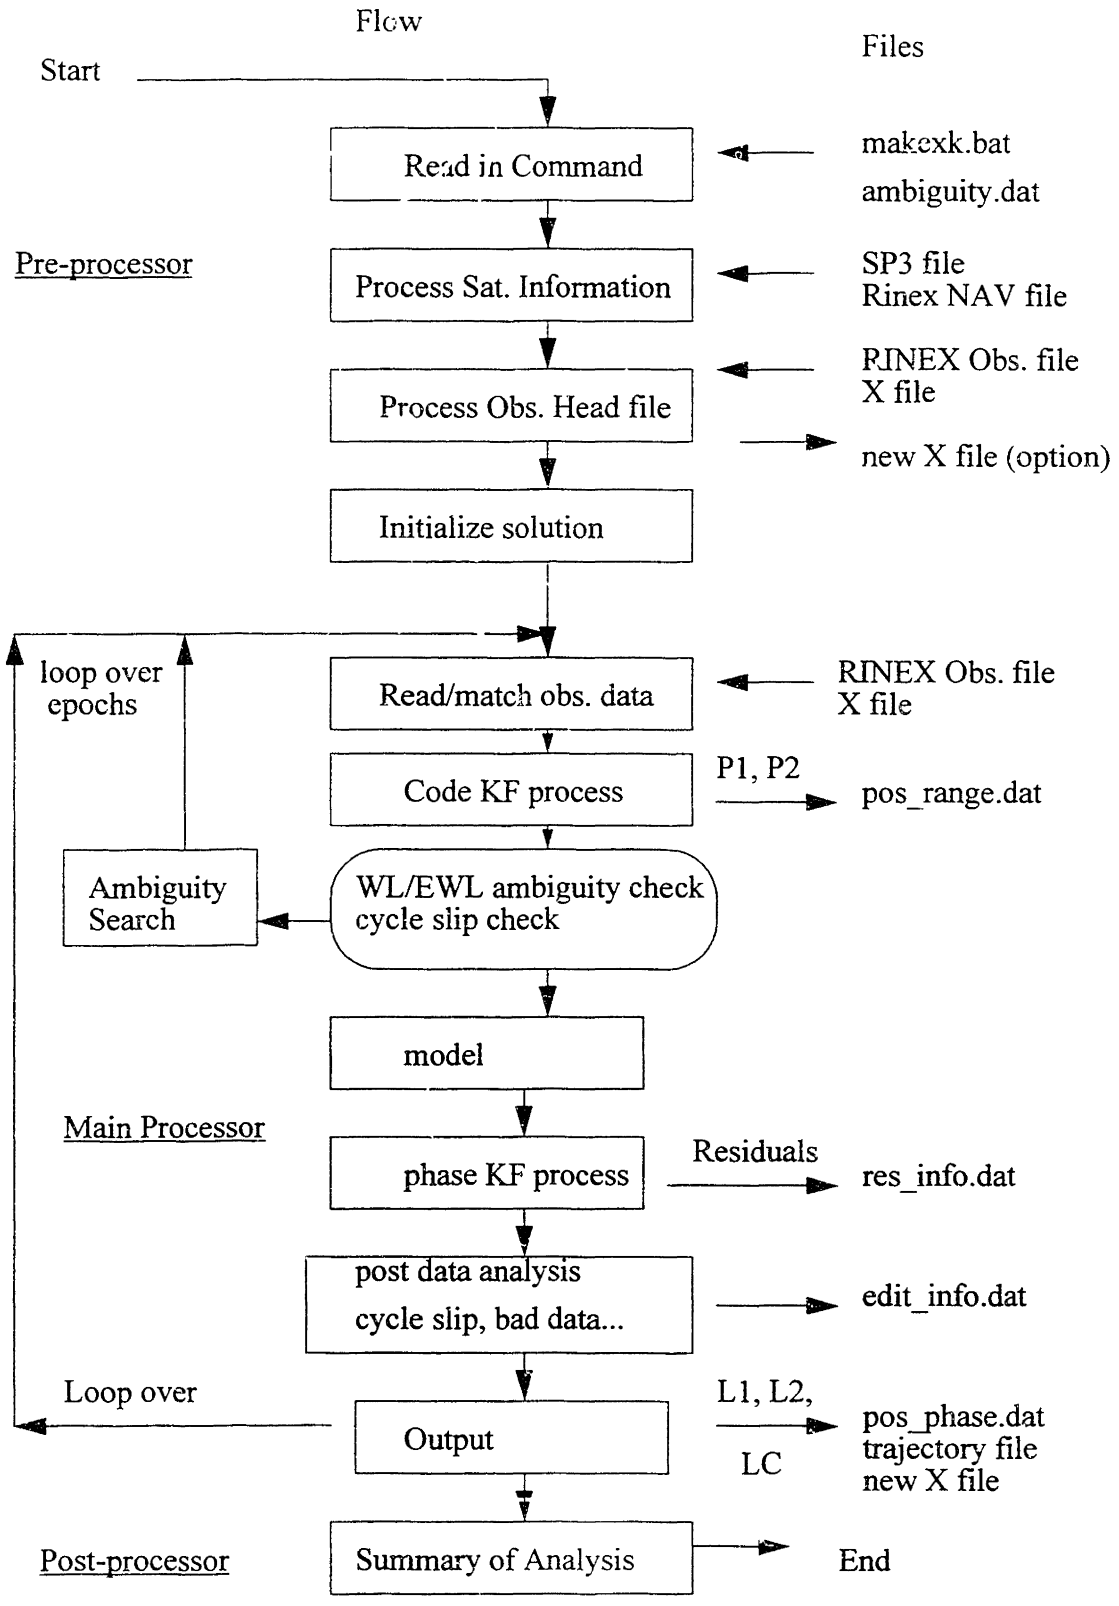 Flow
Files
Start
Read in Command
makexk.bat
ambiguity.dat
Pre-processor
Process Sat. Information
SP3 file
Rinex NAV file
Process Obs. Head file
RINEX Obs. file
X file
new X file (option)
Initialize solution
loop over
epochs
Read/match obs. data
RINEX Obs. file
X file
Code KF process
P1, P2
pos_range.dat
Ambiguity
Search
WL/EWL ambiguity check
cycle slip check
model
Main Processor
phase KF process
Residuals
res_info.dat
post data analysis
cycle slip, bad data...
edit_info.dat
Loop over
Output
L1, L2,
LC
pos_phase.dat
trajectory file
new X file
Post-processor
Summary of Analysis
End